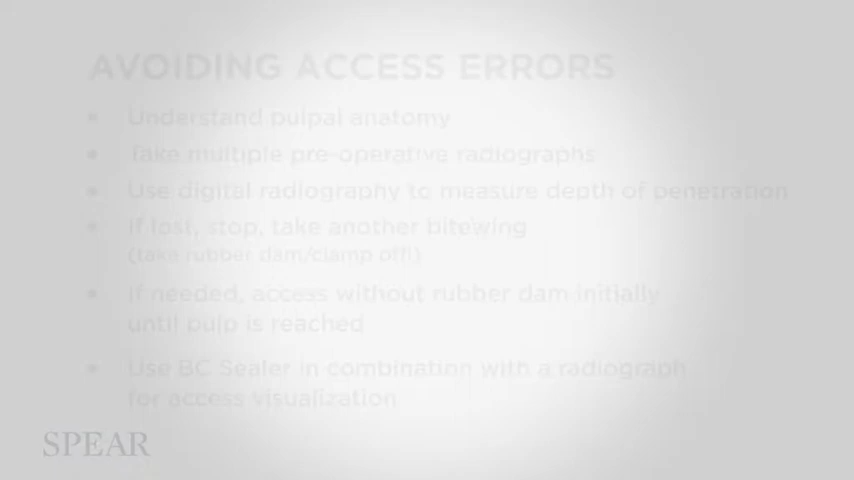 AVOIDING ACCESS ERRORS
• Understand pulpal anatomy
• Take multiple pre-operative radiographs
• Use digital radiography to measure depth of penetration
• If lost, stop, take another bitewing
(take rubber dam/clamp off!)
• If needed, access without rubber dam initially
until pulp is reached
• Use BC Sealer in combination with a radiograph
for access visualization
SPEAR